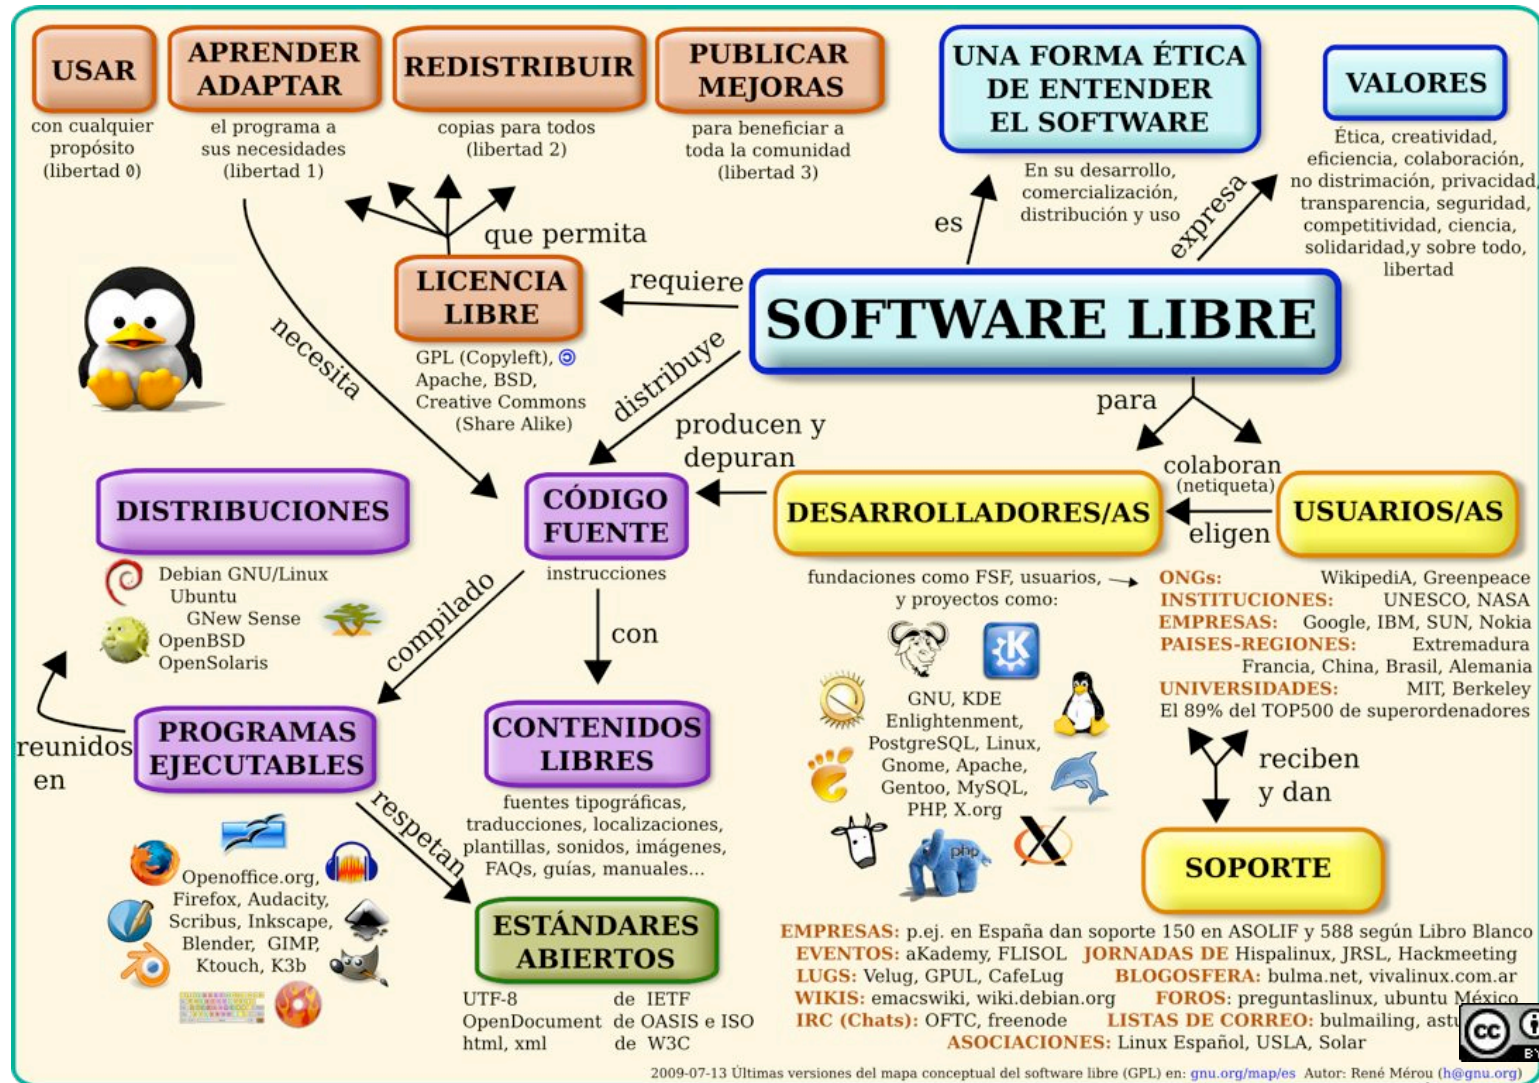 USAR
con cualquier
propósito
(libertad 0)
APRENDER
ADAPTAR
el programa a
sus necesidades
(libertad 1)
REDISTRIBUIR
copias para todos
(libertad 2)
PUBLICAR
MEJORAS
para beneficiar a
toda la comunidad
(libertad 3)
UNA FORMA ÉTICA
DE ENTENDER
EL SOFTWARE
En su desarrollo,
comercialización,
distribución y uso
VALORES
Ética, creatividad,
eficiencia, colaboración,
no distrimación, privacidad,
transparencia, seguridad,
competitividad, ciencia,
solidaridad,y sobre todo,
libertad
es
expresa
que permita
LICENCIA
LIBRE
GPL (Copyleft),
Apache, BSD,
Creative Commons
(Share Alike)
requiere
SOFTWARE LIBRE
necesita
distribuye
para
producen y
depuran
colaboran
(netiqueta)
eligen
DISTRIBUCIONES
Debian GNU/Linux
Ubuntu
GNew Sense
OpenBSD
OpenSolaris
CÓDIGO
FUENTE
instrucciones
DESARROLLADORES/AS
fundaciones como FSF, usuarios,
y proyectos como:
GNU, KDE
Enlightenment,
PostgreSQL, Linux,
Gnome, Apache,
Gentoo, MySQL,
PHP, X.org
K
php
USUARIOS/AS
ONGs: WikipediA, Greenpeace
INSTITUCIONES: UNESCO, NASA
EMPRESAS: Google, IBM, SUN, Nokia
PAISES-REGIONES: Extremadura
Francia, China, Brasil, Alemania
UNIVERSIDADES: MIT, Berkeley
El 89% del TOP500 de superordenadores
compilado
con
reunidos
en
PROGRAMAS
EJECUTABLES
Openoffice.org,
Firefox, Audacity,
Scribus, Inkscape,
Blender, GIMP,
Ktouch, K3b
respetan
CONTENIDOS
LIBRES
fuentes tipográficas,
traducciones, localizaciones,
plantillas, sonidos, imágenes,
FAQs, guías, manuales...
ESTÁNDARES
ABIERTOS
UTF-8 de IETF
OpenDocument de OASIS e ISO
html, xml de W3C
reciben
y dan
SOPORTE
EMPRESAS: p.ej. en España dan soporte 150 en ASOLIF y 588 según Libro Blanco
EVENTOS: aKademy, FLISOL JORNADAS DE Hispalinux, JRSL, Hackmeeting
LUGS: Velug, GPUL, CafeLug BLOGOSFERA: bulma.net, vivalinux.com.ar
WIKIS: emacswiki, wiki.debian.org FOROS: preguntaslinux, ubuntu México
IRC (Chats): OFTC, freenode LISTAS DE CORREO: bulmailing,
ASOCIACIONES: Linux Español, USLA, Solar
cc
BY
2009-07-13 Últimas versiones del mapa conceptual del software libre (GPL) en: gnu.org/map/es Autor: René Mérou (h@gnu.org)